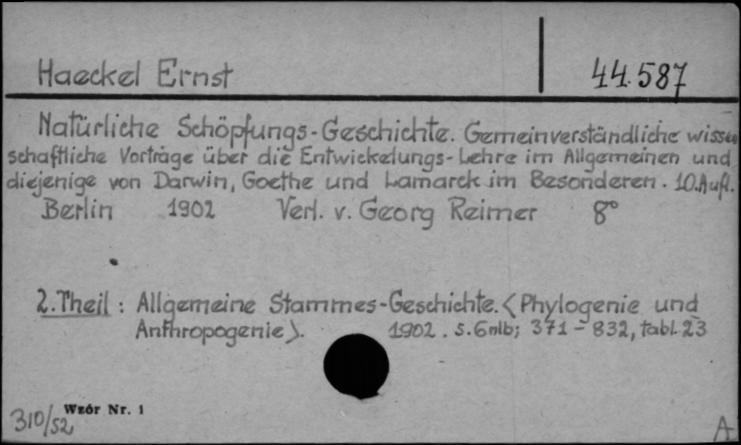 Haeckel Ernst 44.587
Natürliche Schöpfungs-Geschichte. Gemeinverständliche wissen
schaftliche Vorträge über die Entwickelungs-Lehre im Allgemeinen und
diejenige von Darwin, Goethe und Lamarck im Besonderen. 10.Aufl.
Berlin 1902 Verl. v. Georg Reimer 8°
2.Theil: Allgemeine Stammes-Geschichte. <Phylogenie und
Anthropogenie>. 1902. S. 6nlb; 371-832, tabl. 23
Wzór Nr. 1
310/52 A